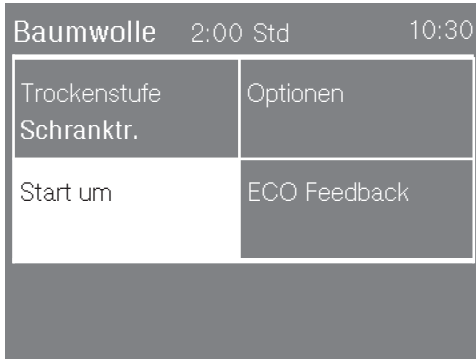 Baumwolle 2:00 Std 10:30
Trockenstufe Optionen
Schranktr.
Start um ECO Feedback